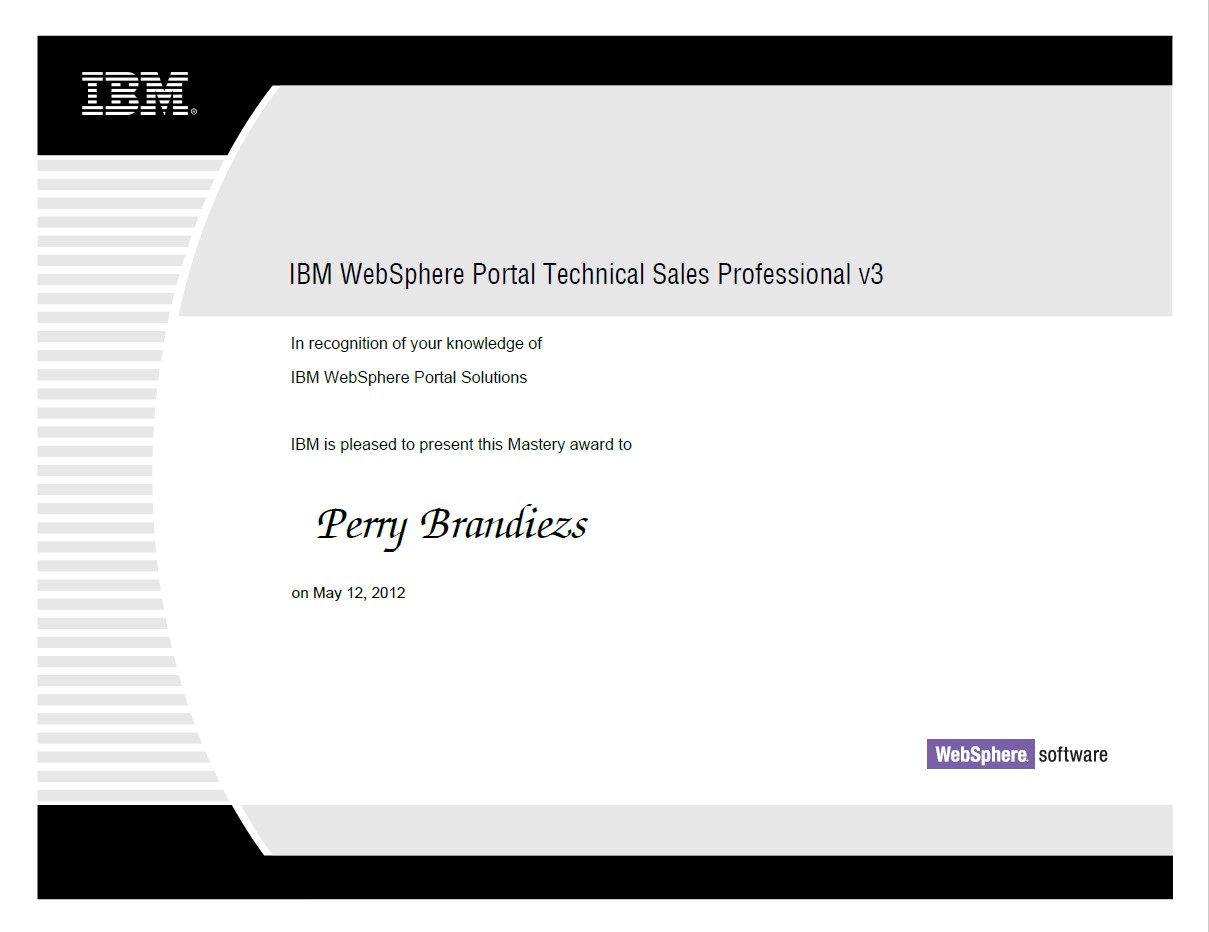 IBM®
IBM WebSphere Portal Technical Sales Professional v3
In recognition of your knowledge of
IBM WebSphere Portal Solutions
IBM is pleased to present this Mastery award to
Perry Brandiezs
on May 12, 2012
WebSphere. software